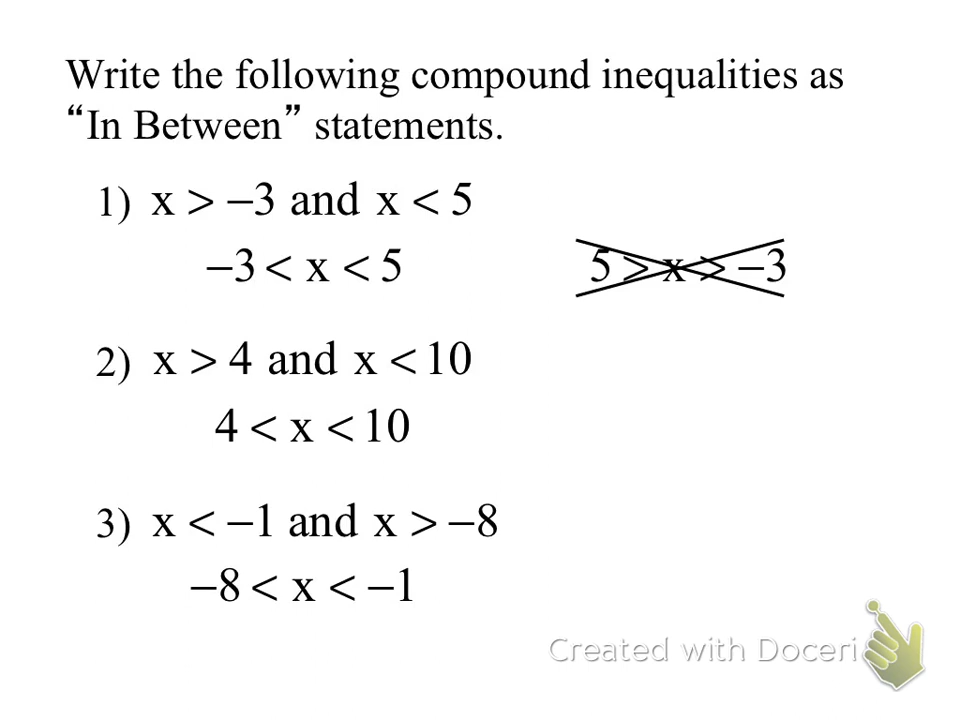 Write the following compound inequalities as
“In Between” statements.
1) x > −3 and x < 5
−3 < x < 5 5 > x > −3
2) x > 4 and x < 10
4 < x < 10
3) x < −1 and x > −8
−8 < x < −1
Created with Doceri